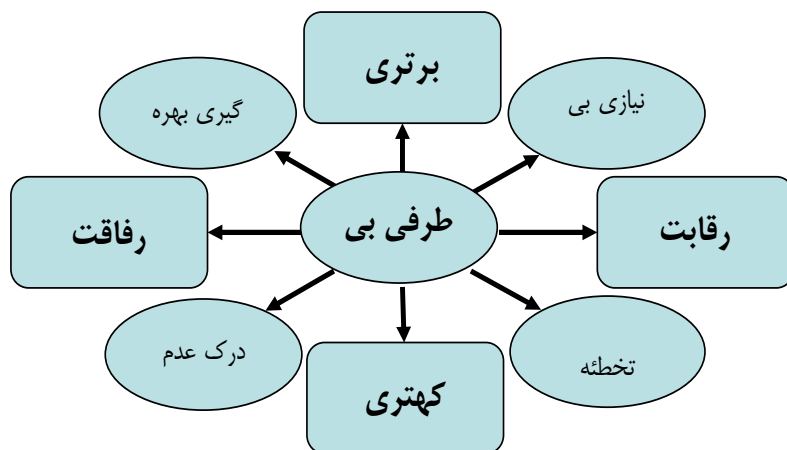 برتری
نیازی بی
گیری بهره
رقابت
طرفی بی
رفاقت
تخطئه
درک عدم
کهتری